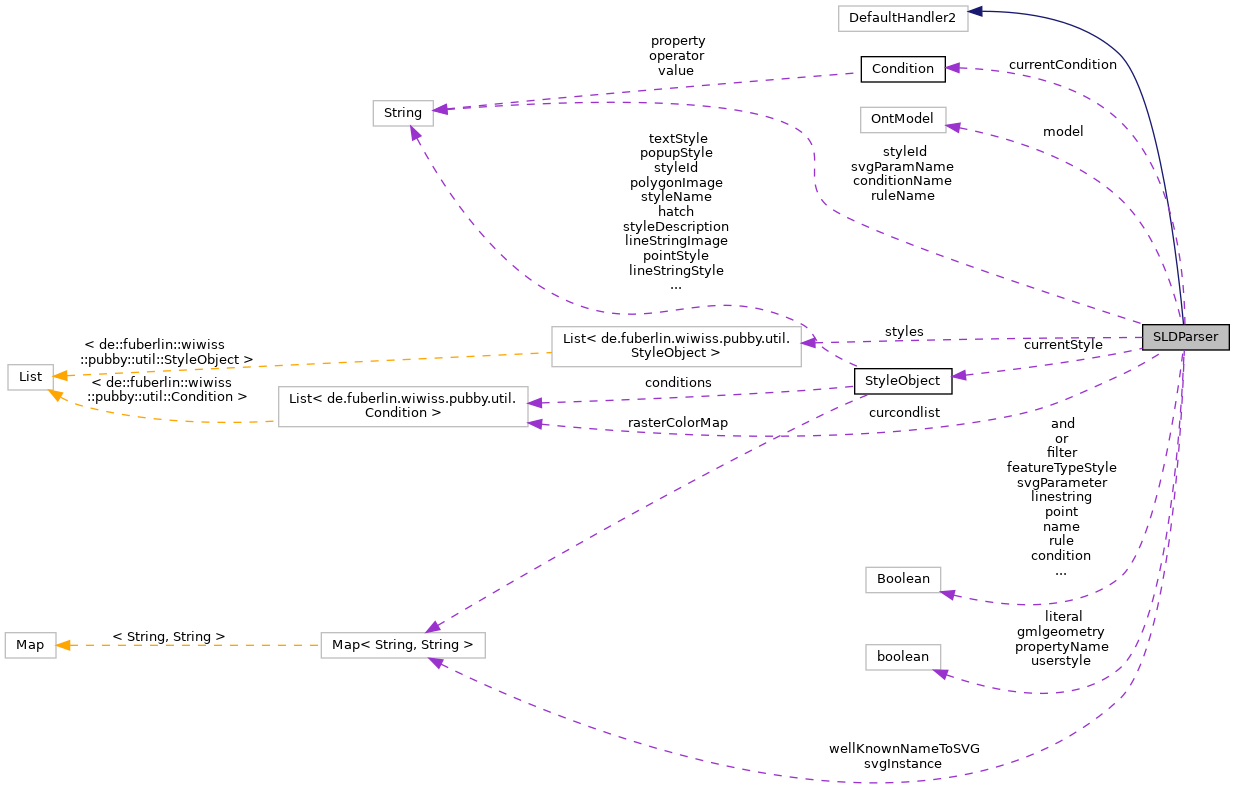 DefaultHandler2
property
operator
value
Condition
currentCondition
String
OntModel
model
textStyle
popupStyle
styleId
polygonImage
styleName
hatch
styleDescription
lineStringImage
pointStyle
lineStringStyle
...
styleId
svgParamName
conditionName
ruleName
SLDParser
List< de.fuberlin.wiwiss.pubby.util.
StyleObject >
styles
currentStyle
< de::fuberlin::wiwiss
::pubby::util::StyleObject >
List
< de::fuberlin::wiwiss
::pubby::util::Condition >
List< de.fuberlin.wiwiss.pubby.util.
Condition >
conditions
StyleObject
rasterColorMap
curcondlist
and
or
filter
featureTypeStyle
svgParameter
linestring
point
name
rule
condition
...
Boolean
literal
gmlgeometry
propertyName
userstyle
boolean
Map
< String, String >
Map< String, String >
wellKnownNameToSVG
svgInstance